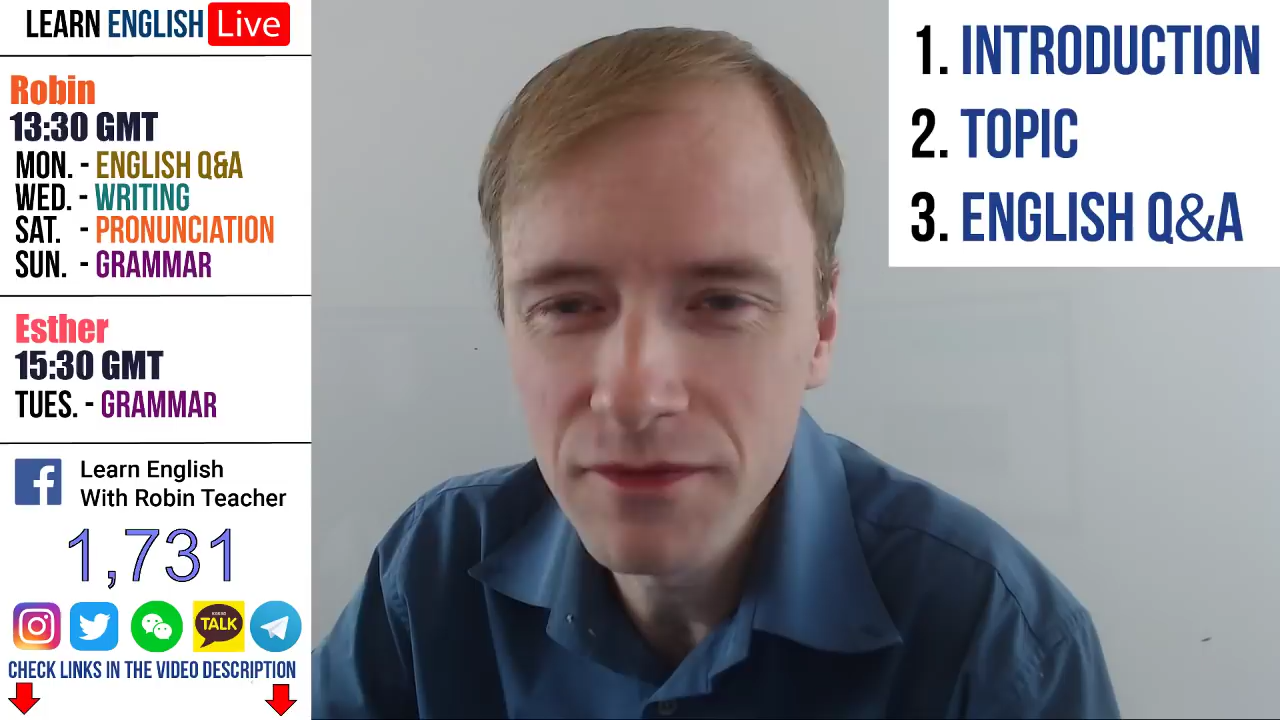 LEARN ENGLISH Live
Robin
13:30 GMT
MON. - ENGLISH Q&A
WED. - WRITING
SAT. - PRONUNCIATION
SUN. - GRAMMAR
Esther
15:30 GMT
TUES. - GRAMMAR
Learn English
With Robin Teacher
1,731
TALK
CHECK LINKS IN THE VIDEO DESCRIPTION
1. INTRODUCTION
2. TOPIC
3. ENGLISH Q&A